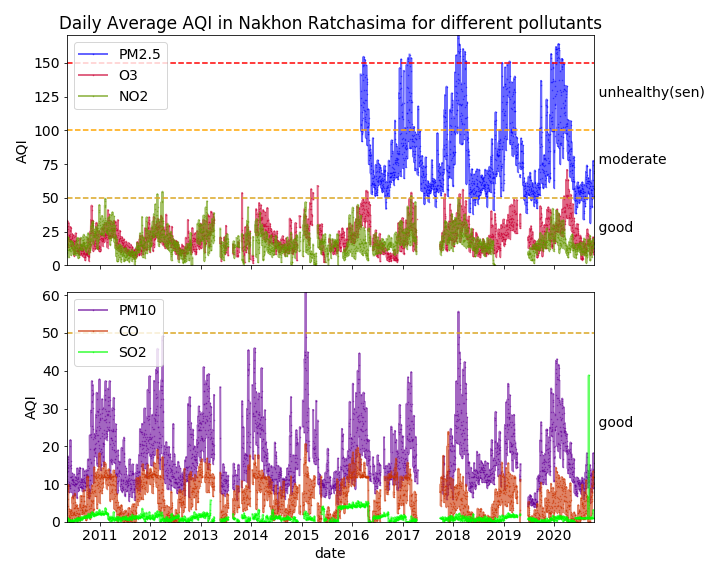 Daily Average AQI in Nakhon Ratchasima for different pollutants
PM2.5
O3
NO2
150
125
100
75
50
25
0
AQI
unhealthy(sen)
moderate
good
PM10
CO
SO2
60
50
40
30
20
10
0
AQI
good
2011 2012 2013 2014 2015 2016 2017 2018 2019 2020
date